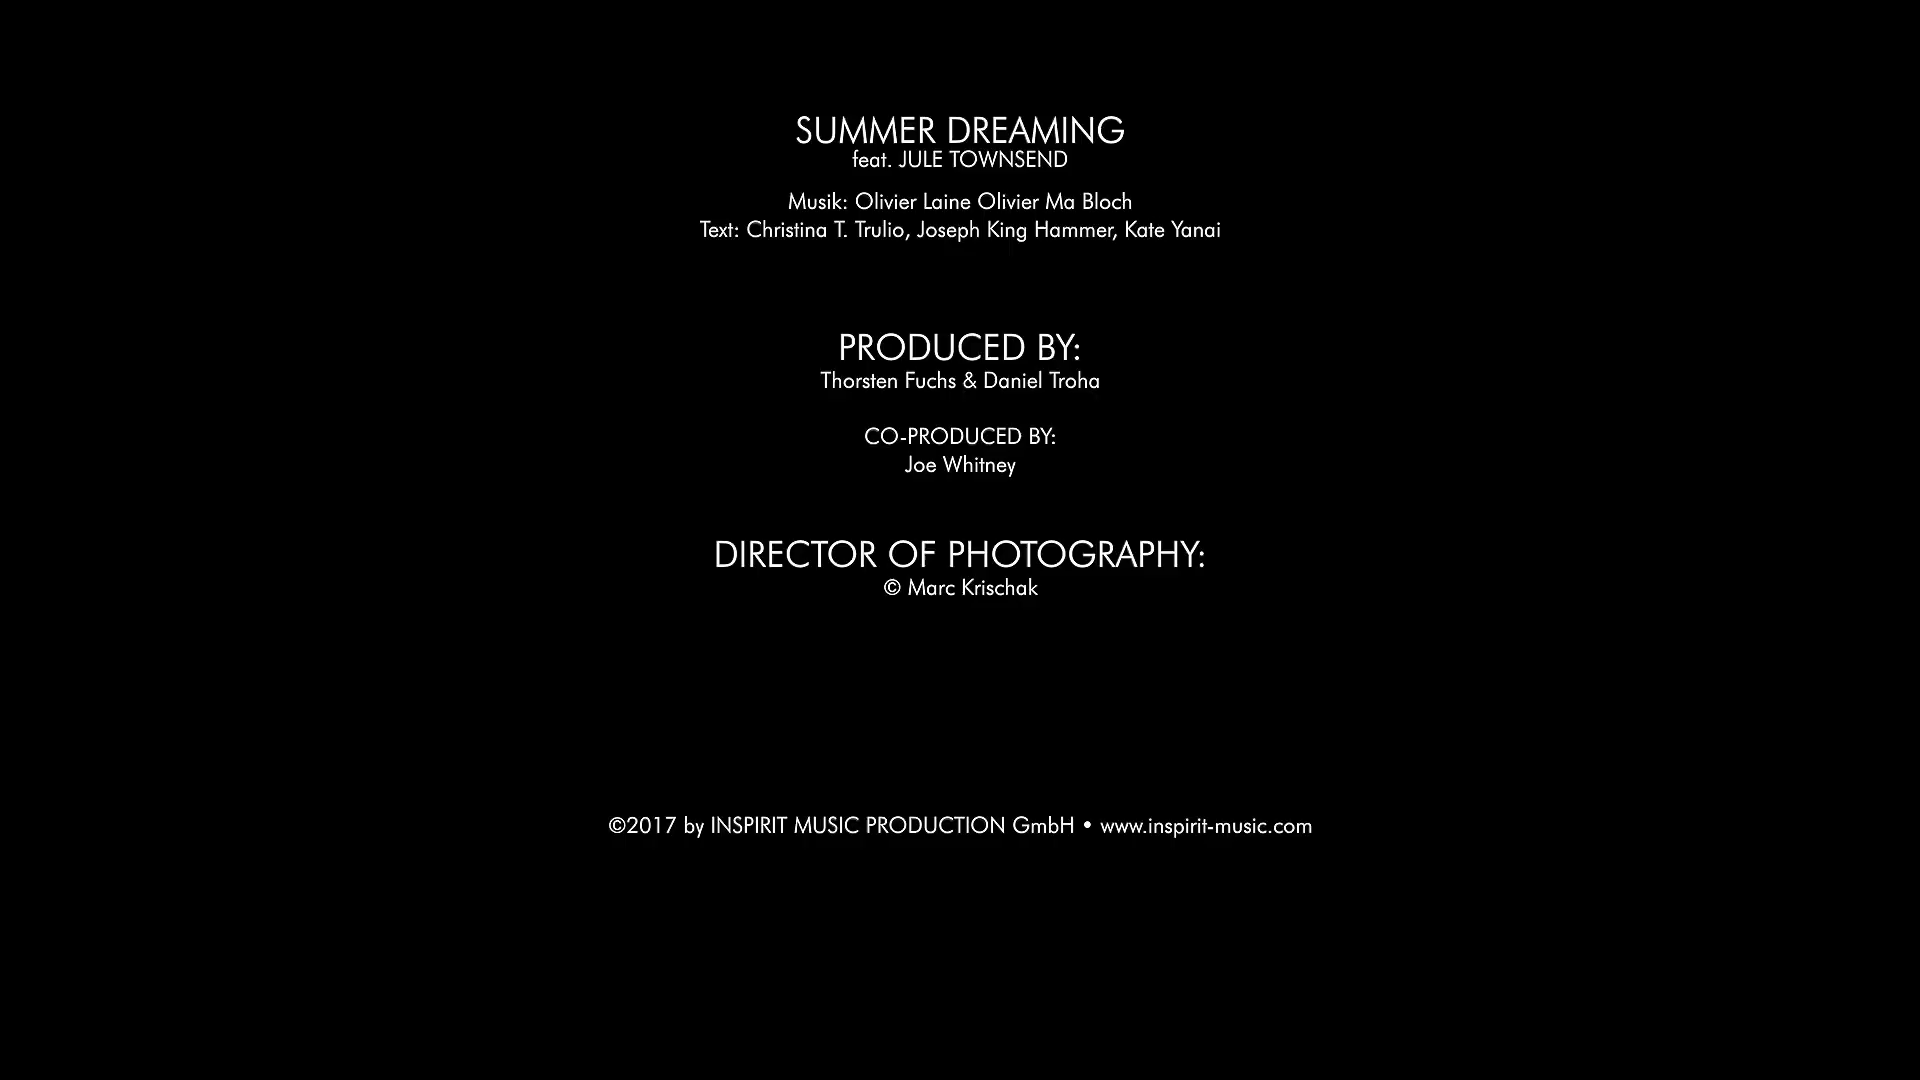 SUMMER DREAMING
feat. JULE TOWNSEND
Musik: Olivier Laine Olivier Ma Bloch
Text: Christina T. Trulio, Joseph King Hammer, Kate Yanai
PRODUCED BY:
Thorsten Fuchs & Daniel Troha
CO-PRODUCED BY:
Joe Whitney
DIRECTOR OF PHOTOGRAPHY:
© Marc Krischak
©2017 by INSPIRIT MUSIC PRODUCTION GmbH • www.inspirit-music.com